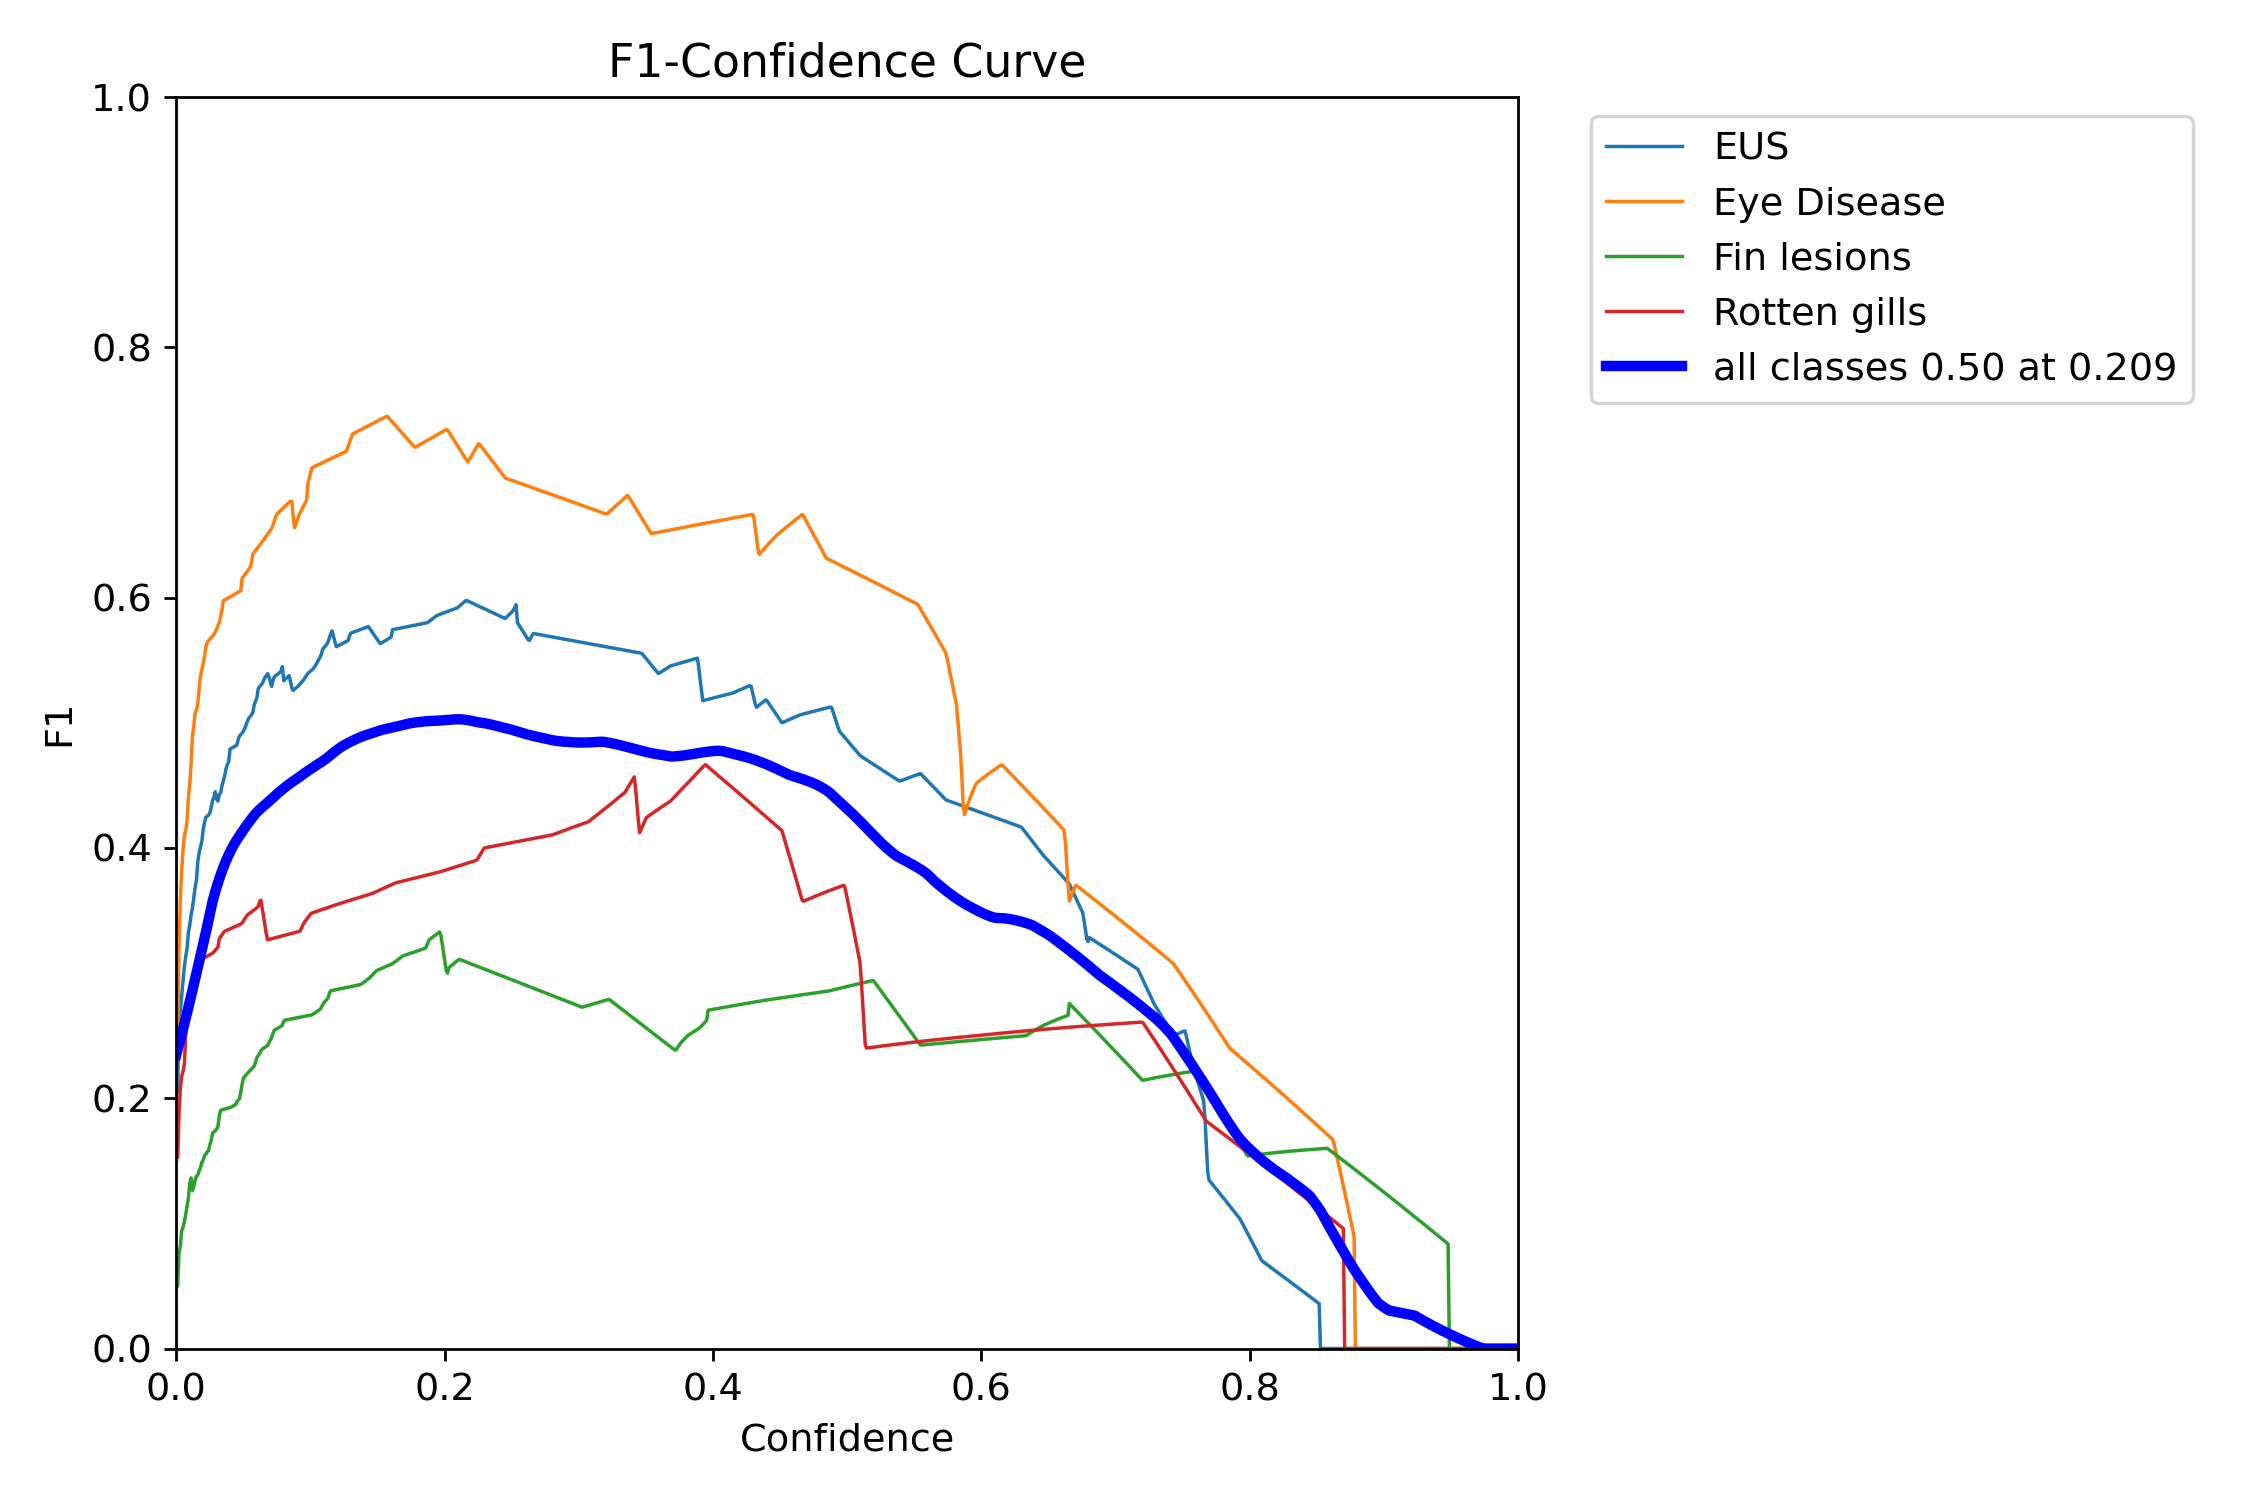 F1-Confidence Curve
1.0
0.8
0.6
0.4
0.2
0.0
F1
0.0 0.2 0.4 0.6 0.8 1.0
Confidence
EUS
Eye Disease
Fin lesions
Rotten gills
all classes 0.50 at 0.209